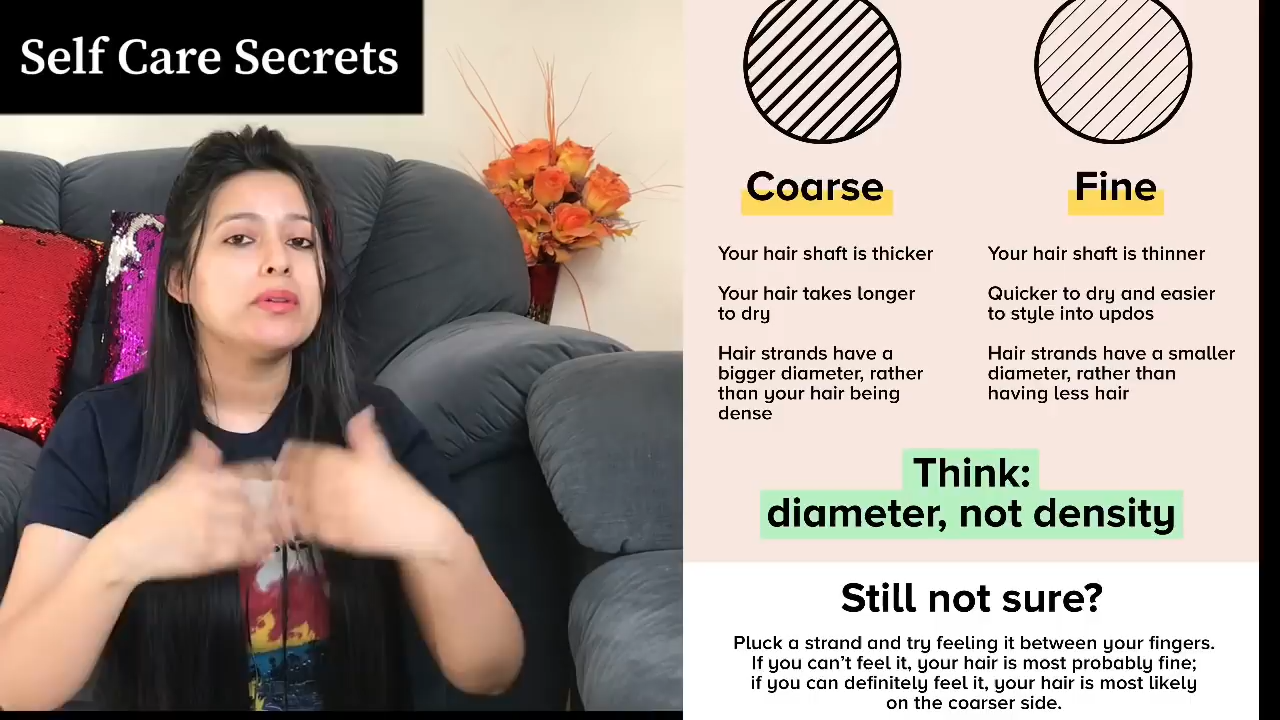 Self Care Secrets
Coarse
Fine
Your hair shaft is thicker
Your hair takes longer
to dry
Hair strands have a
bigger diameter, rather
than your hair being
dense
Your hair shaft is thinner
Quicker to dry and easier
to style into updos
Hair strands have a smaller
diameter, rather than
having less hair
Think:
diameter, not density
Still not sure?
Pluck a strand and try feeling it between your fingers.
If you can't feel it, your hair is most probably fine;
if you can definitely feel it, your hair is most likely
on the coarser side.